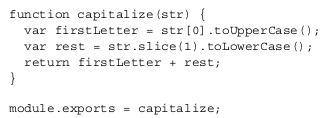 function capitalize(str) {
  var firstLetter = str[0].toUpperCase();
  var rest = str.slice(1).toLowerCase();
  return firstLetter + rest;
}

module.exports = capitalize;